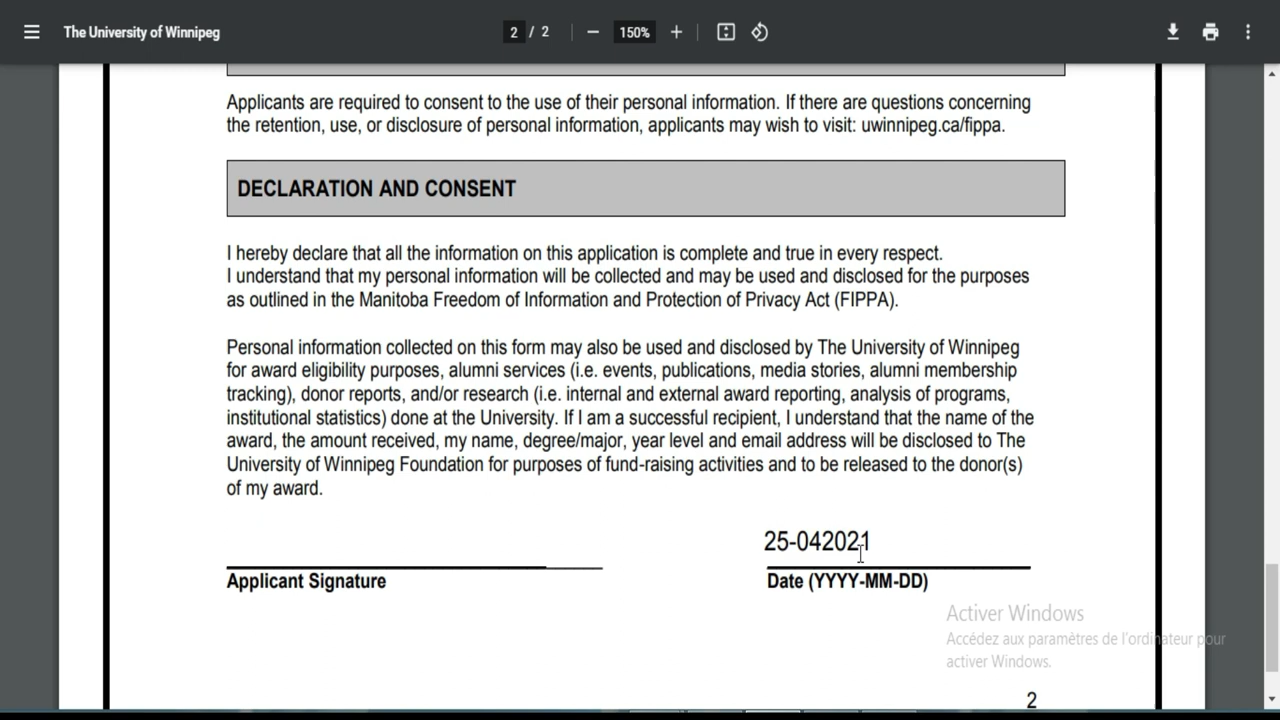 The University of Winnipeg
2 / 2
150%
Applicants are required to consent to the use of their personal information. If there are questions concerning
the retention, use, or disclosure of personal information, applicants may wish to visit: uwinnipeg.ca/fippa.
DECLARATION AND CONSENT
I hereby declare that all the information on this application is complete and true in every respect.
I understand that my personal information will be collected and may be used and disclosed for the purposes
as outlined in the Manitoba Freedom of Information and Protection of Privacy Act (FIPPA).
Personal information collected on this form may also be used and disclosed by The University of Winnipeg
for award eligibility purposes, alumni services (i.e. events, publications, media stories, alumni membership
tracking), donor reports, and/or research (i.e. internal and external award reporting, analysis of programs,
institutional statistics) done at the University. If I am a successful recipient, I understand that the name of the
award, the amount received, my name, degree/major, year level and email address will be disclosed to The
University of Winnipeg Foundation for purposes of fund-raising activities and to be released to the donor(s)
of my award.
25-042021
Applicant Signature
Date (YYYY-MM-DD)
Activer Windows
Accédez aux paramètres de l'ordinateur pour
activer Windows.
2